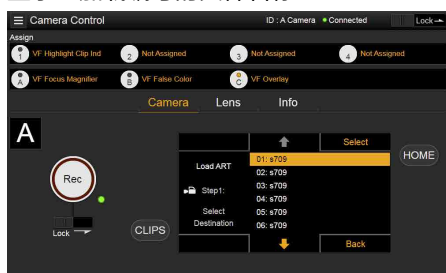 Camera Control
ID : A Camera
Connected
Lock
Assign
1 VF Highlight Clip Ind
2 Not Assigned
3 Not Assigned
4 Not Assigned
A VF Focus Magnifier
B VF False Color
C VF Overlay
Camera Lens Info
A
Select
HOME
Load ART
Step1:
Select
Destination
01: s709
02: s709
03: s709
04: s709
05: s709
06: s709
Rec
Lock
CLIPS
Back